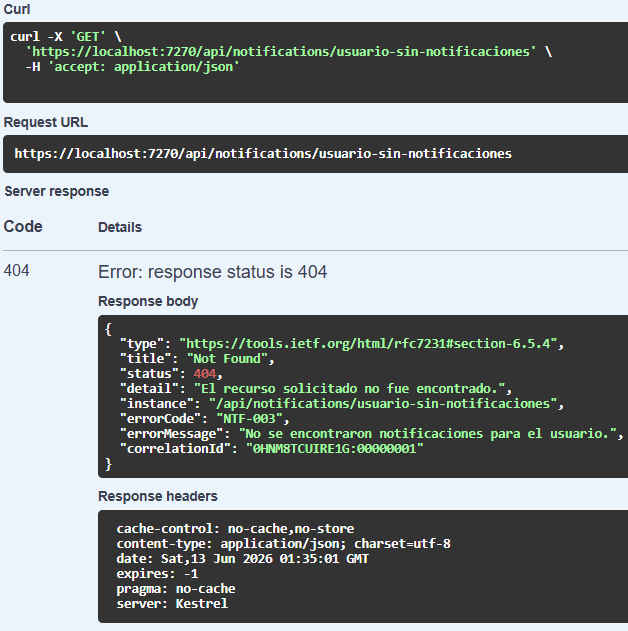 Curl
curl -X 'GET' \
'https://localhost:7270/api/notifications/usuario-sin-notificaciones' \
-H 'accept: application/json'
Request URL
https://localhost:7270/api/notifications/usuario-sin-notificaciones
Server response
Code Details
404 Error: response status is 404
Response body
{
"type": "https://tools.ietf.org/html/rfc7231#section-6.5.4",
"title": "Not Found",
"status": 404,
"detail": "El recurso solicitado no fue encontrado.",
"instance": "/api/notifications/usuario-sin-notificaciones",
"errorCode": "NTF-003",
"errorMessage": "No se encontraron notificaciones para el usuario.",
"correlationId": "0HNM8TCUIRE1G:00000001"
}
Response headers
cache-control: no-cache,no-store
content-type: application/json; charset=utf-8
date: Sat,13 Jun 2026 01:35:01 GMT
expires: -1
pragma: no-cache
server: Kestrel